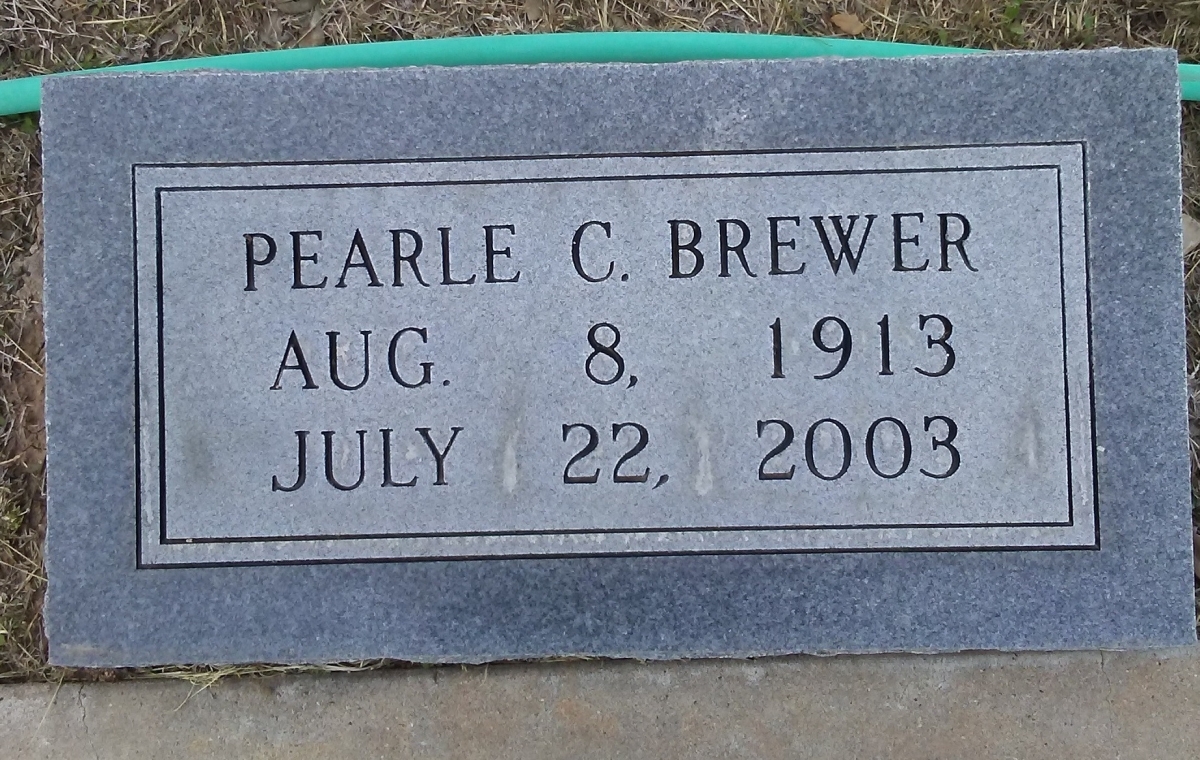 PEARLE C. BREWER
AUG. 8, 1913
JULY 22, 2003